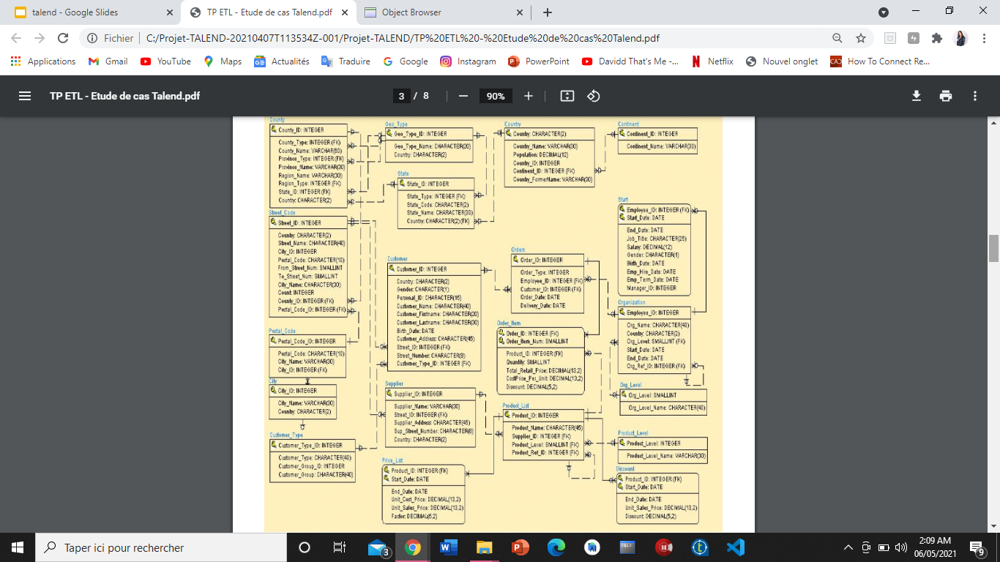 talend - Google Slides
TP ETL - Etude de cas Talend.pdf
Object Browser
Fichier
C:/Projet-TALEND-20210407T113534Z-001/Projet-TALEND/TP%20ETL%20-%20Etude%20de%20cas%20Talend.pdf
Applications
Gmail
YouTube
Maps
Actualités
Traduire
Google
Instagram
PowerPoint
Davidd That's Me -...
Netflix
Nouvel onglet
How To Connect Re...
TP ETL - Etude de cas Talend.pdf
3 / 8
90%
County
County_ID: INTEGER
County_Type: INTEGER (FK)
County_Name: VARCHAR(60)
Province_Type: INTEGER (FK)
Province_Name: VARCHAR(30)
Region_Name: VARCHAR(30)
Region_Type: INTEGER (FK)
State_ID: INTEGER (FK)
Country: CHARACTER(2)
Geo_Type
Geo_Type_ID: INTEGER
Geo_Type_Name: CHARACTER(20)
Country: CHARACTER(2)
Country
Country: CHARACTER(2)
Country_Name: VARCHAR(30)
Population: DECIMAL(12)
Country_ID: INTEGER
Continent_ID: INTEGER (FK)
Country_FormerName: VARCHAR(30)
Continent
Continent_ID: INTEGER
Continent_Name: VARCHAR(30)
State
State_ID: INTEGER
State_Type: INTEGER (FK)
State_Code: CHARACTER(2)
State_Name: CHARACTER(30)
Country: CHARACTER(2) (FK)
Staff
Employee_ID: INTEGER (FK)
Start_Date: DATE
End_Date: DATE
Job_Title: CHARACTER(25)
Salary: DECIMAL(12)
Gender: CHARACTER(1)
Birth_Date: DATE
Emp_Hire_Date: DATE
Emp_Term_Date: DATE
Manager_ID: INTEGER
Street_Code
Street_ID: INTEGER
Country: CHARACTER(2)
Street_Name: CHARACTER(40)
City_ID: INTEGER
Postal_Code: CHARACTER(10)
From_Street_Num: SMALLINT
To_Street_Num: SMALLINT
City_Name: CHARACTER(30)
Count: INTEGER
County_ID: INTEGER (FK)
Postal_Code_ID: INTEGER (FK)
Customer
Customer_ID: INTEGER
Country: CHARACTER(2)
Gender: CHARACTER(1)
Personal_ID: CHARACTER(15)
Customer_Name: CHARACTER(40)
Customer_Firstname: CHARACTER(20)
Customer_Lastname: CHARACTER(30)
Birth_Date: DATE
Customer_Address: CHARACTER(45)
Street_ID: INTEGER (FK)
Street_Number: CHARACTER(8)
Customer_Type_ID: INTEGER (FK)
Orders
Order_ID: INTEGER
Order_Type: INTEGER
Employee_ID: INTEGER (FK)
Customer_ID: INTEGER (FK)
Order_Date: DATE
Delivery_Date: DATE
Organization
Employee_ID: INTEGER
Org_Name: CHARACTER(40)
Country: CHARACTER(2)
Org_Level: SMALLINT (FK)
Start_Date: DATE
End_Date: DATE
Org_Ref_ID: INTEGER (FK)
Order_Item
Order_ID: INTEGER (FK)
Order_Item_Num: SMALLINT
Product_ID: INTEGER (FK)
Quantity: SMALLINT
Total_Retail_Price: DECIMAL(13,2)
CostPrice_Per_Unit: DECIMAL(13,2)
Discount: DECIMAL(5,2)
Postal_Code
Postal_Code_ID: INTEGER
Postal_Code: CHARACTER(10)
City_Name: VARCHAR(30)
City_ID: INTEGER (FK)
City
City_ID: INTEGER
City_Name: VARCHAR(30)
Country: CHARACTER(2)
Supplier
Supplier_ID: INTEGER
Supplier_Name: VARCHAR(30)
Street_ID: INTEGER (FK)
Supplier_Address: CHARACTER(45)
Sup_Street_Number: CHARACTER(8)
Country: CHARACTER(2)
Org_Level
Org_Level: SMALLINT
Org_Level_Name: CHARACTER(40)
Product_List
Product_ID: INTEGER
Product_Name: CHARACTER(45)
Supplier_ID: INTEGER (FK)
Product_Level: SMALLINT (FK)
Product_Ref_ID: INTEGER (FK)
Product_Level
Product_Level: INTEGER
Product_Level_Name: VARCHAR(30)
Customer_Type
Customer_Type_ID: INTEGER
Customer_Type: CHARACTER(40)
Customer_Group_ID: INTEGER
Customer_Group: CHARACTER(40)
Price_List
Product_ID: INTEGER (FK)
Start_Date: DATE
End_Date: DATE
Unit_Cost_Price: DECIMAL(13,2)
Unit_Sales_Price: DECIMAL(13,2)
Factor: DECIMAL(5,2)
Discount
Product_ID: INTEGER (FK)
Start_Date: DATE
End_Date: DATE
Unit_Sales_Price: DECIMAL(13,2)
Discount: DECIMAL(5,2)
Taper ici pour rechercher
3
2:09 AM
06/05/2021
9